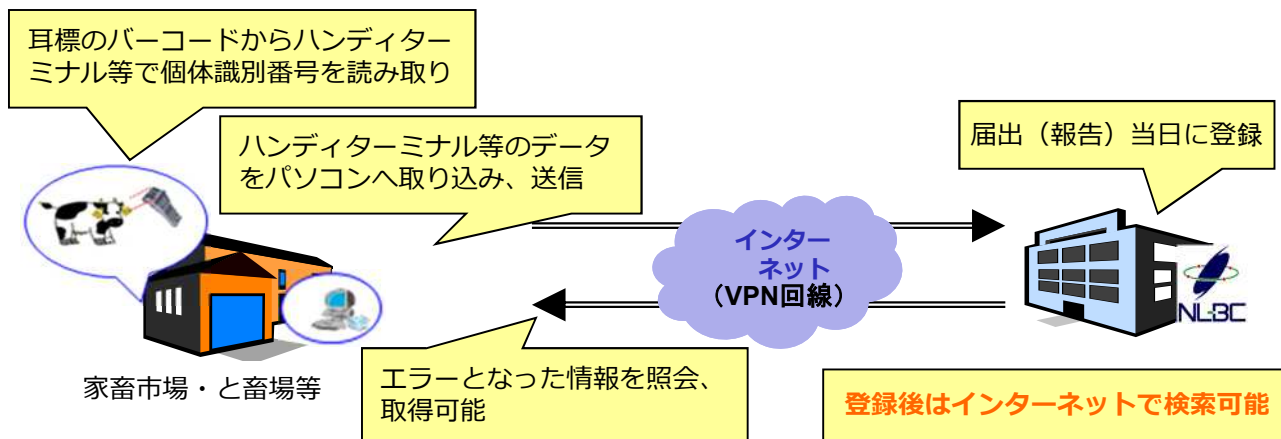 耳標のバーコードからハンディター
ミナル等で個体識別番号を読み取り
ハンディターミナル等のデータ
をパソコンへ取り込み、送信
届出（報告）当日に登録
インター
ネット
（VPN回線）
NLBC
家畜市場・と畜場等
エラーとなった情報を照会、
取得可能
登録後はインターネットで検索可能